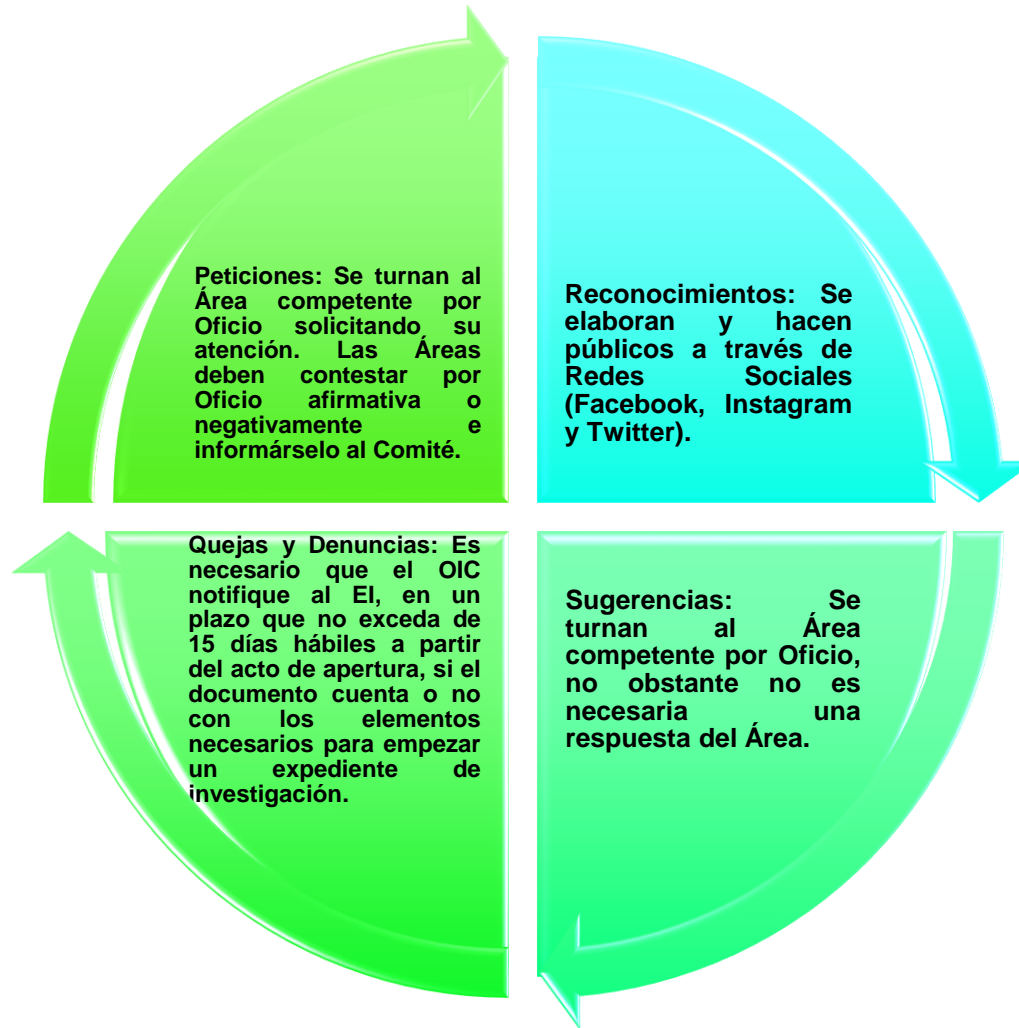 Peticiones: Se turnan al
Área competente por
Oficio solicitando su
atención. Las Áreas
deben contestar por
Oficio afirmativa o
negativamente e
informárselo al Comité.
Reconocimientos: Se
elaboran y hacen
públicos a través de
Redes Sociales
(Facebook, Instagram
y Twitter).
Quejas y Denuncias: Es
necesario que el OIC
notifique al EI, en un
plazo que no exceda de
15 días hábiles a partir
del acto de apertura, si el
documento cuenta o no
con los elementos
necesarios para empezar
un expediente de
investigación.
Sugerencias: Se
turnan al Área
competente por Oficio,
no obstante no es
necesaria una
respuesta del Área.